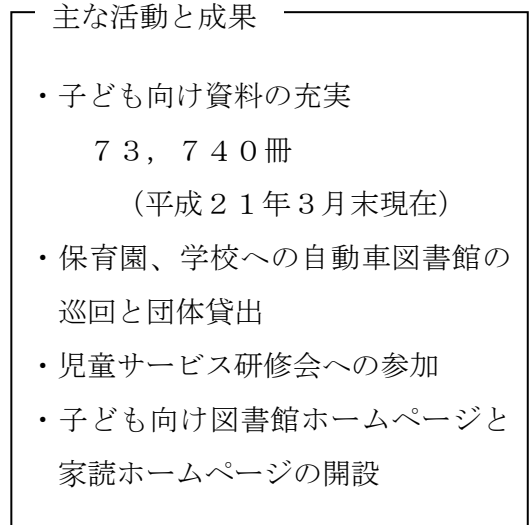 主な活動と成果
・子ども向け資料の充実
７３，７４０冊
（平成２１年３月末現在）
・保育園、学校への自動車図書館の
巡回と団体貸出
・児童サービス研修会への参加
・子ども向け図書館ホームページと
家読ホームページの開設